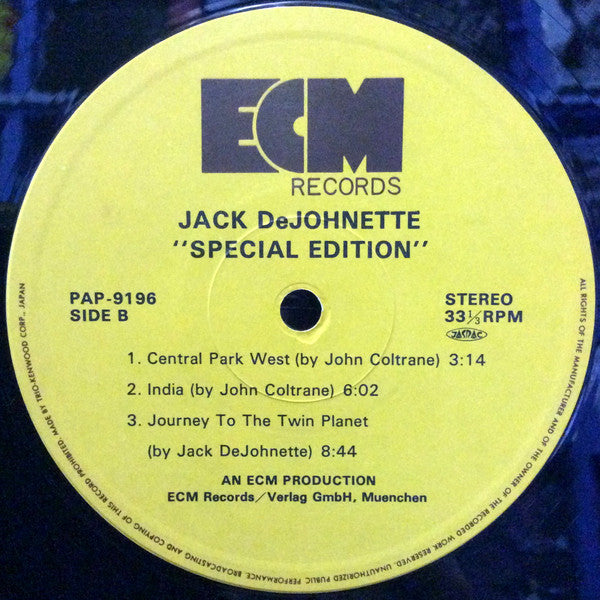 ECM
RECORDS
JACK DeJOHNETTE
"SPECIAL EDITION"
PAP-9196
SIDE B
STEREO
33⅓ RPM
JASRAC
1. Central Park West (by John Coltrane) 3:14
2. India (by John Coltrane) 6:02
3. Journey To The Twin Planet
(by Jack DeJohnette) 8:44
AN ECM PRODUCTION
ECM Records/Verlag GmbH, Muenchen
ALL RIGHTS OF THE MANUFACTURER AND OF THE OWNER OF THE RECORDED WORK RESERVED. UNAUTHORIZED PUBLIC PERFORMANCE, BROADCASTING AND COPYING OF THIS RECORD PROHIBITED. MADE BY TRIO-KENWOOD CORP., JAPAN